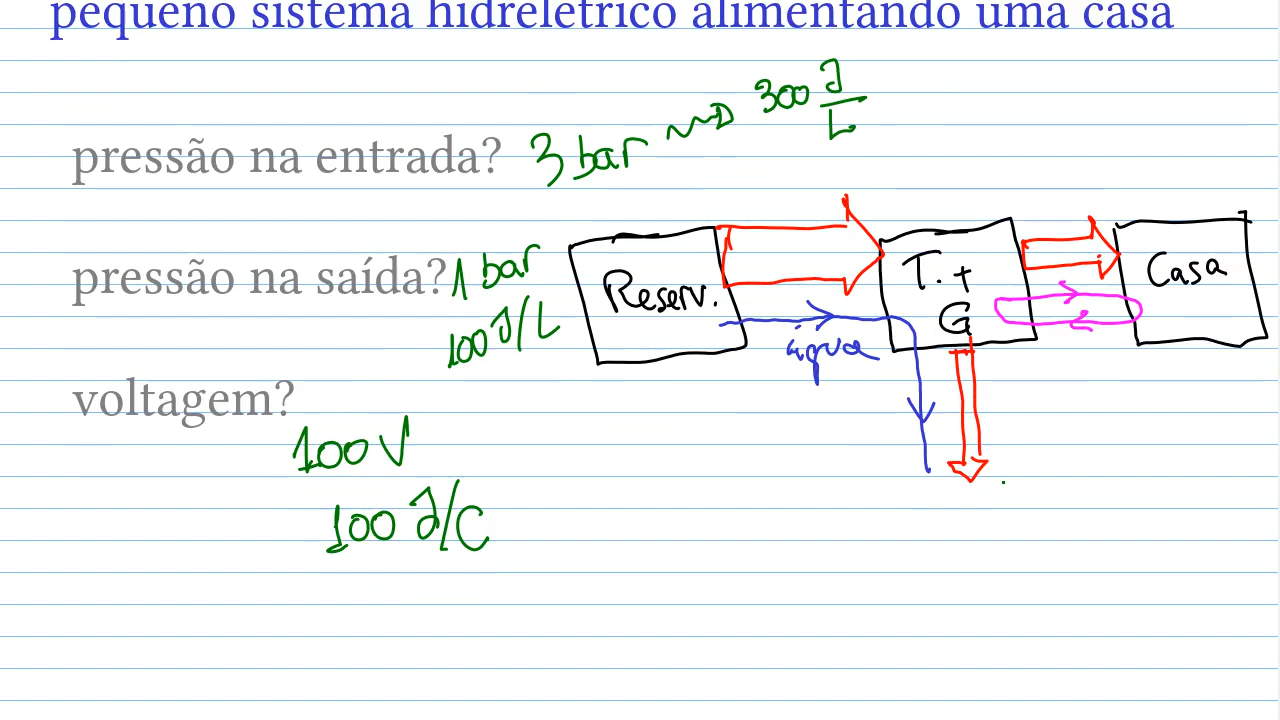 pequeno sistema hidrelétrico alimentando uma casa
pressão na entrada? 3 bar ⇝ 300 J/L
pressão na saída? 1 bar
100 J/L
Reserv.
T. + G
Casa
água
voltagem?
100 V
100 J/C